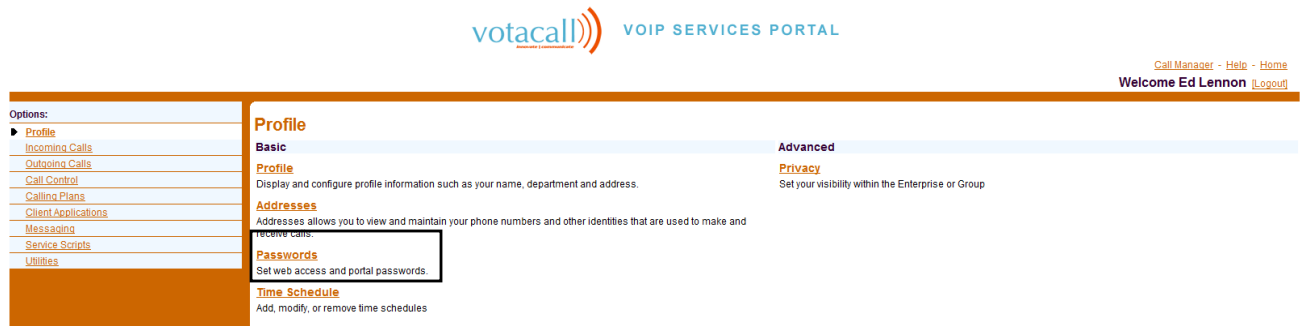 votacall
VOIP SERVICES PORTAL
Call Manager - Help - Home
Welcome Ed Lennon [Logout]
Options:
Profile
Incoming Calls
Outgoing Calls
Call Control
Calling Plans
Client Applications
Messaging
Service Scripts
Utilities
Profile
Basic
Profile
Display and configure profile information such as your name, department and address.
Addresses
Addresses allows you to view and maintain your phone numbers and other identities that are used to make and
receive calls.
Passwords
Set web access and portal passwords.
Time Schedule
Add, modify, or remove time schedules
Advanced
Privacy
Set your visibility within the Enterprise or Group